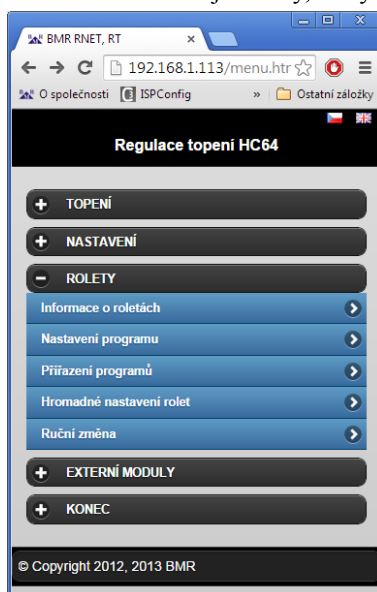 BMR RNET, RT
192.168.1.113/menu.htr
O společnosti ISPConfig » Ostatní záložky
Regulace topení HC64
TOPENÍ
NASTAVENÍ
ROLETY
Informace o roletách
Nastavení programu
Přiřazení programů
Hromadné nastavení rolet
Ruční změna
EXTERNÍ MODULY
KONEC
© Copyright 2012, 2013 BMR